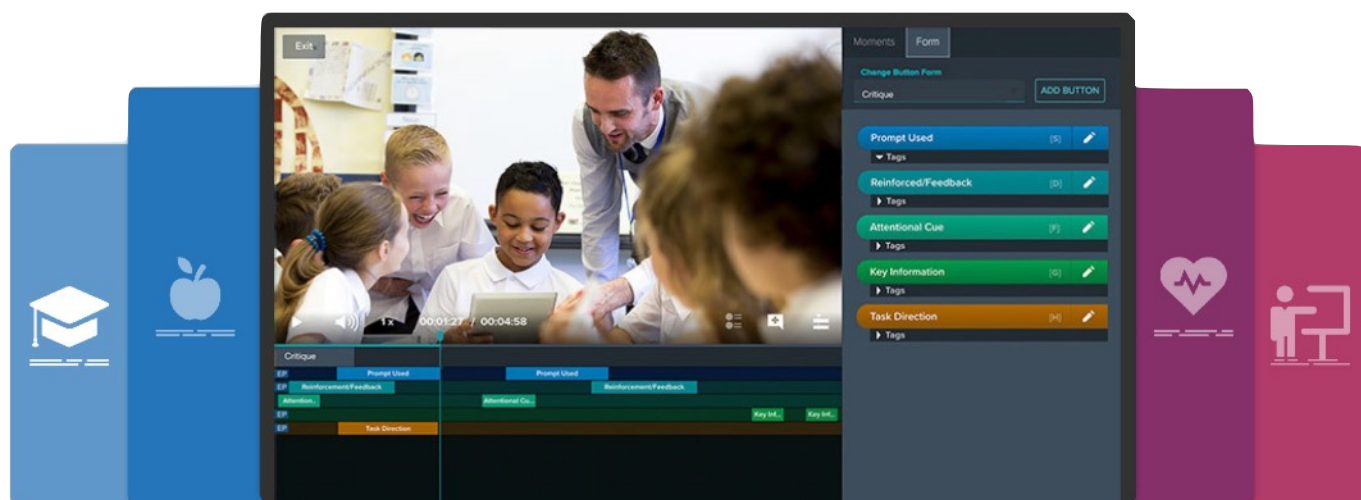 Exit
1 x 00:01:27 / 00:04:58
Critique
EP Prompt Used Prompt Used
EP Reinforcement/Feedback Reinforcement/Feedback
Attention.. Attentional Cu...
EP Key Inf... Key Inf...
EP Task Direction
Moments Form
Change Button Form
Critique ADD BUTTON
Prompt Used [S]
Tags
Reinforced/Feedback [D]
Tags
Attentional Cue [F]
Tags
Key Information [G]
Tags
Task Direction [H]
Tags